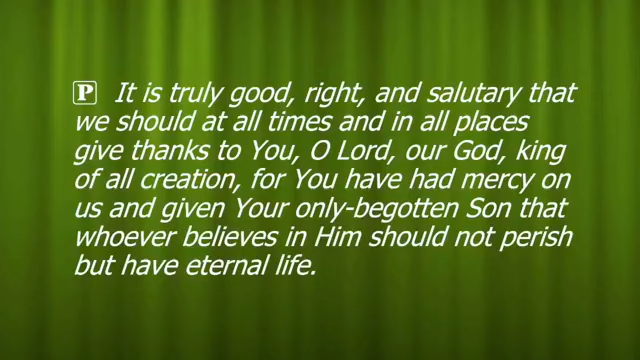 P It is truly good, right, and salutary that
we should at all times and in all places
give thanks to You, O Lord, our God, king
of all creation, for You have had mercy on
us and given Your only-begotten Son that
whoever believes in Him should not perish
but have eternal life.